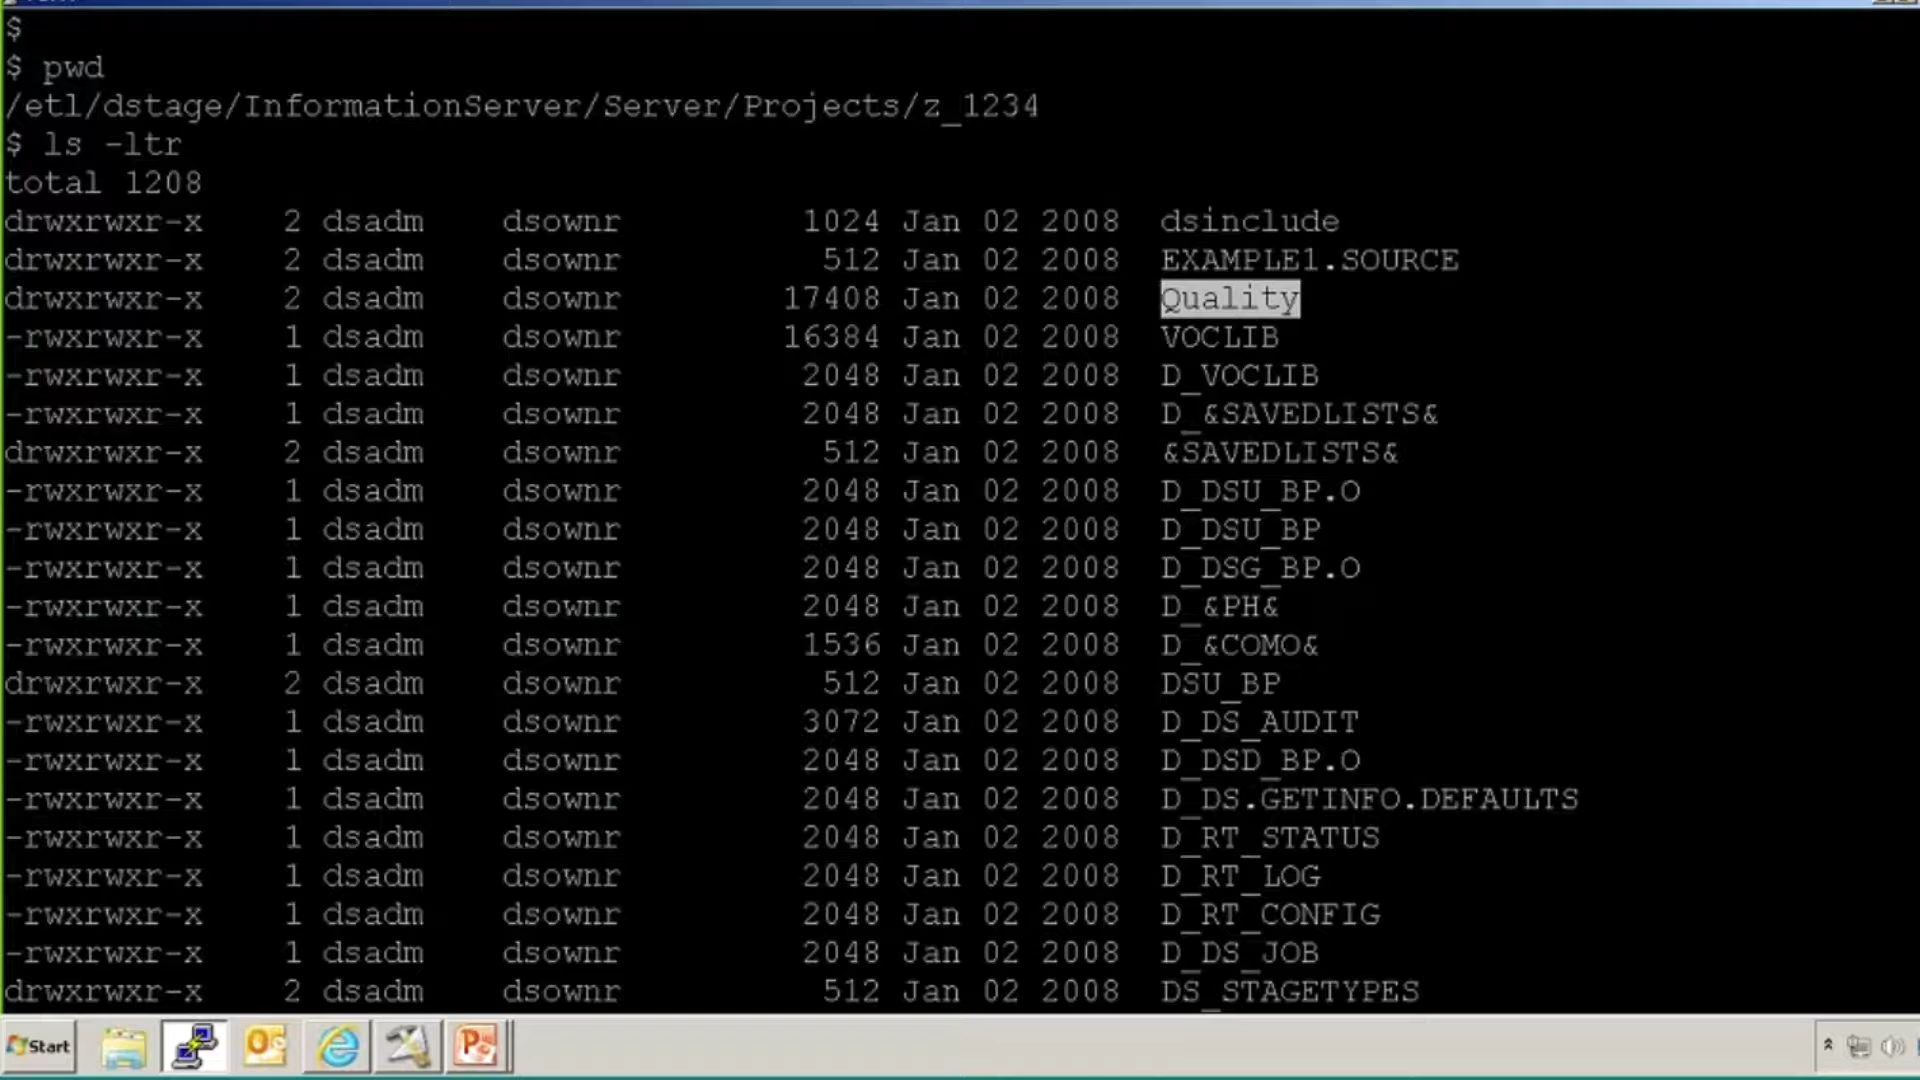 $
$ pwd
/etl/dstage/InformationServer/Server/Projects/z_1234
$ ls -ltr
total 1208
drwxrwxr-x 2 dsadm dsownr 1024 Jan 02 2008 dsinclude
drwxrwxr-x 2 dsadm dsownr 512 Jan 02 2008 EXAMPLE1.SOURCE
drwxrwxr-x 2 dsadm dsownr 17408 Jan 02 2008 Quality
-rwxrwxr-x 1 dsadm dsownr 16384 Jan 02 2008 VOCLIB
-rwxrwxr-x 1 dsadm dsownr 2048 Jan 02 2008 D_VOCLIB
-rwxrwxr-x 1 dsadm dsownr 2048 Jan 02 2008 D_&SAVEDLISTS&
drwxrwxr-x 2 dsadm dsownr 512 Jan 02 2008 &SAVEDLISTS&
-rwxrwxr-x 1 dsadm dsownr 2048 Jan 02 2008 D_DSU_BP.O
-rwxrwxr-x 1 dsadm dsownr 2048 Jan 02 2008 D_DSU_BP
-rwxrwxr-x 1 dsadm dsownr 2048 Jan 02 2008 D_DSG_BP.O
-rwxrwxr-x 1 dsadm dsownr 2048 Jan 02 2008 D_&PH&
-rwxrwxr-x 1 dsadm dsownr 1536 Jan 02 2008 D_&COMO&
drwxrwxr-x 2 dsadm dsownr 512 Jan 02 2008 DSU_BP
-rwxrwxr-x 1 dsadm dsownr 3072 Jan 02 2008 D_DS_AUDIT
-rwxrwxr-x 1 dsadm dsownr 2048 Jan 02 2008 D_DSD_BP.O
-rwxrwxr-x 1 dsadm dsownr 2048 Jan 02 2008 D_DS.GETINFO.DEFAULTS
-rwxrwxr-x 1 dsadm dsownr 2048 Jan 02 2008 D_RT_STATUS
-rwxrwxr-x 1 dsadm dsownr 2048 Jan 02 2008 D_RT_LOG
-rwxrwxr-x 1 dsadm dsownr 2048 Jan 02 2008 D_RT_CONFIG
-rwxrwxr-x 1 dsadm dsownr 2048 Jan 02 2008 D_DS_JOB
drwxrwxr-x 2 dsadm dsownr 512 Jan 02 2008 DS_STAGETYPES
Start